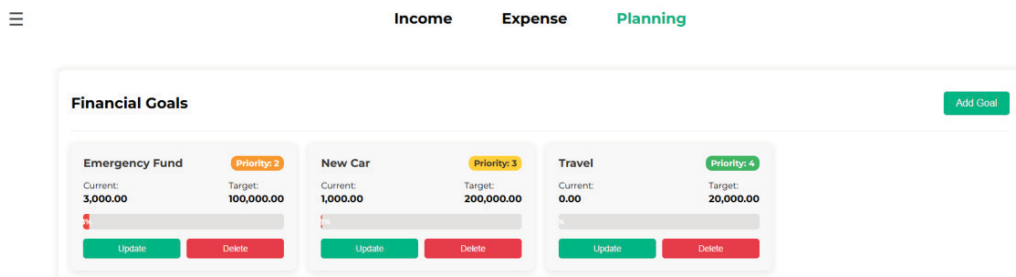 Income Expense Planning
Financial Goals
Add Goal
Emergency Fund
Priority: 2
Current:
Target:
3,000.00
100,000.00
Update
Delete
New Car
Priority: 3
Current:
Target:
1,000.00
200,000.00
Update
Delete
Travel
Priority: 4
Current:
Target:
0.00
20,000.00
Update
Delete